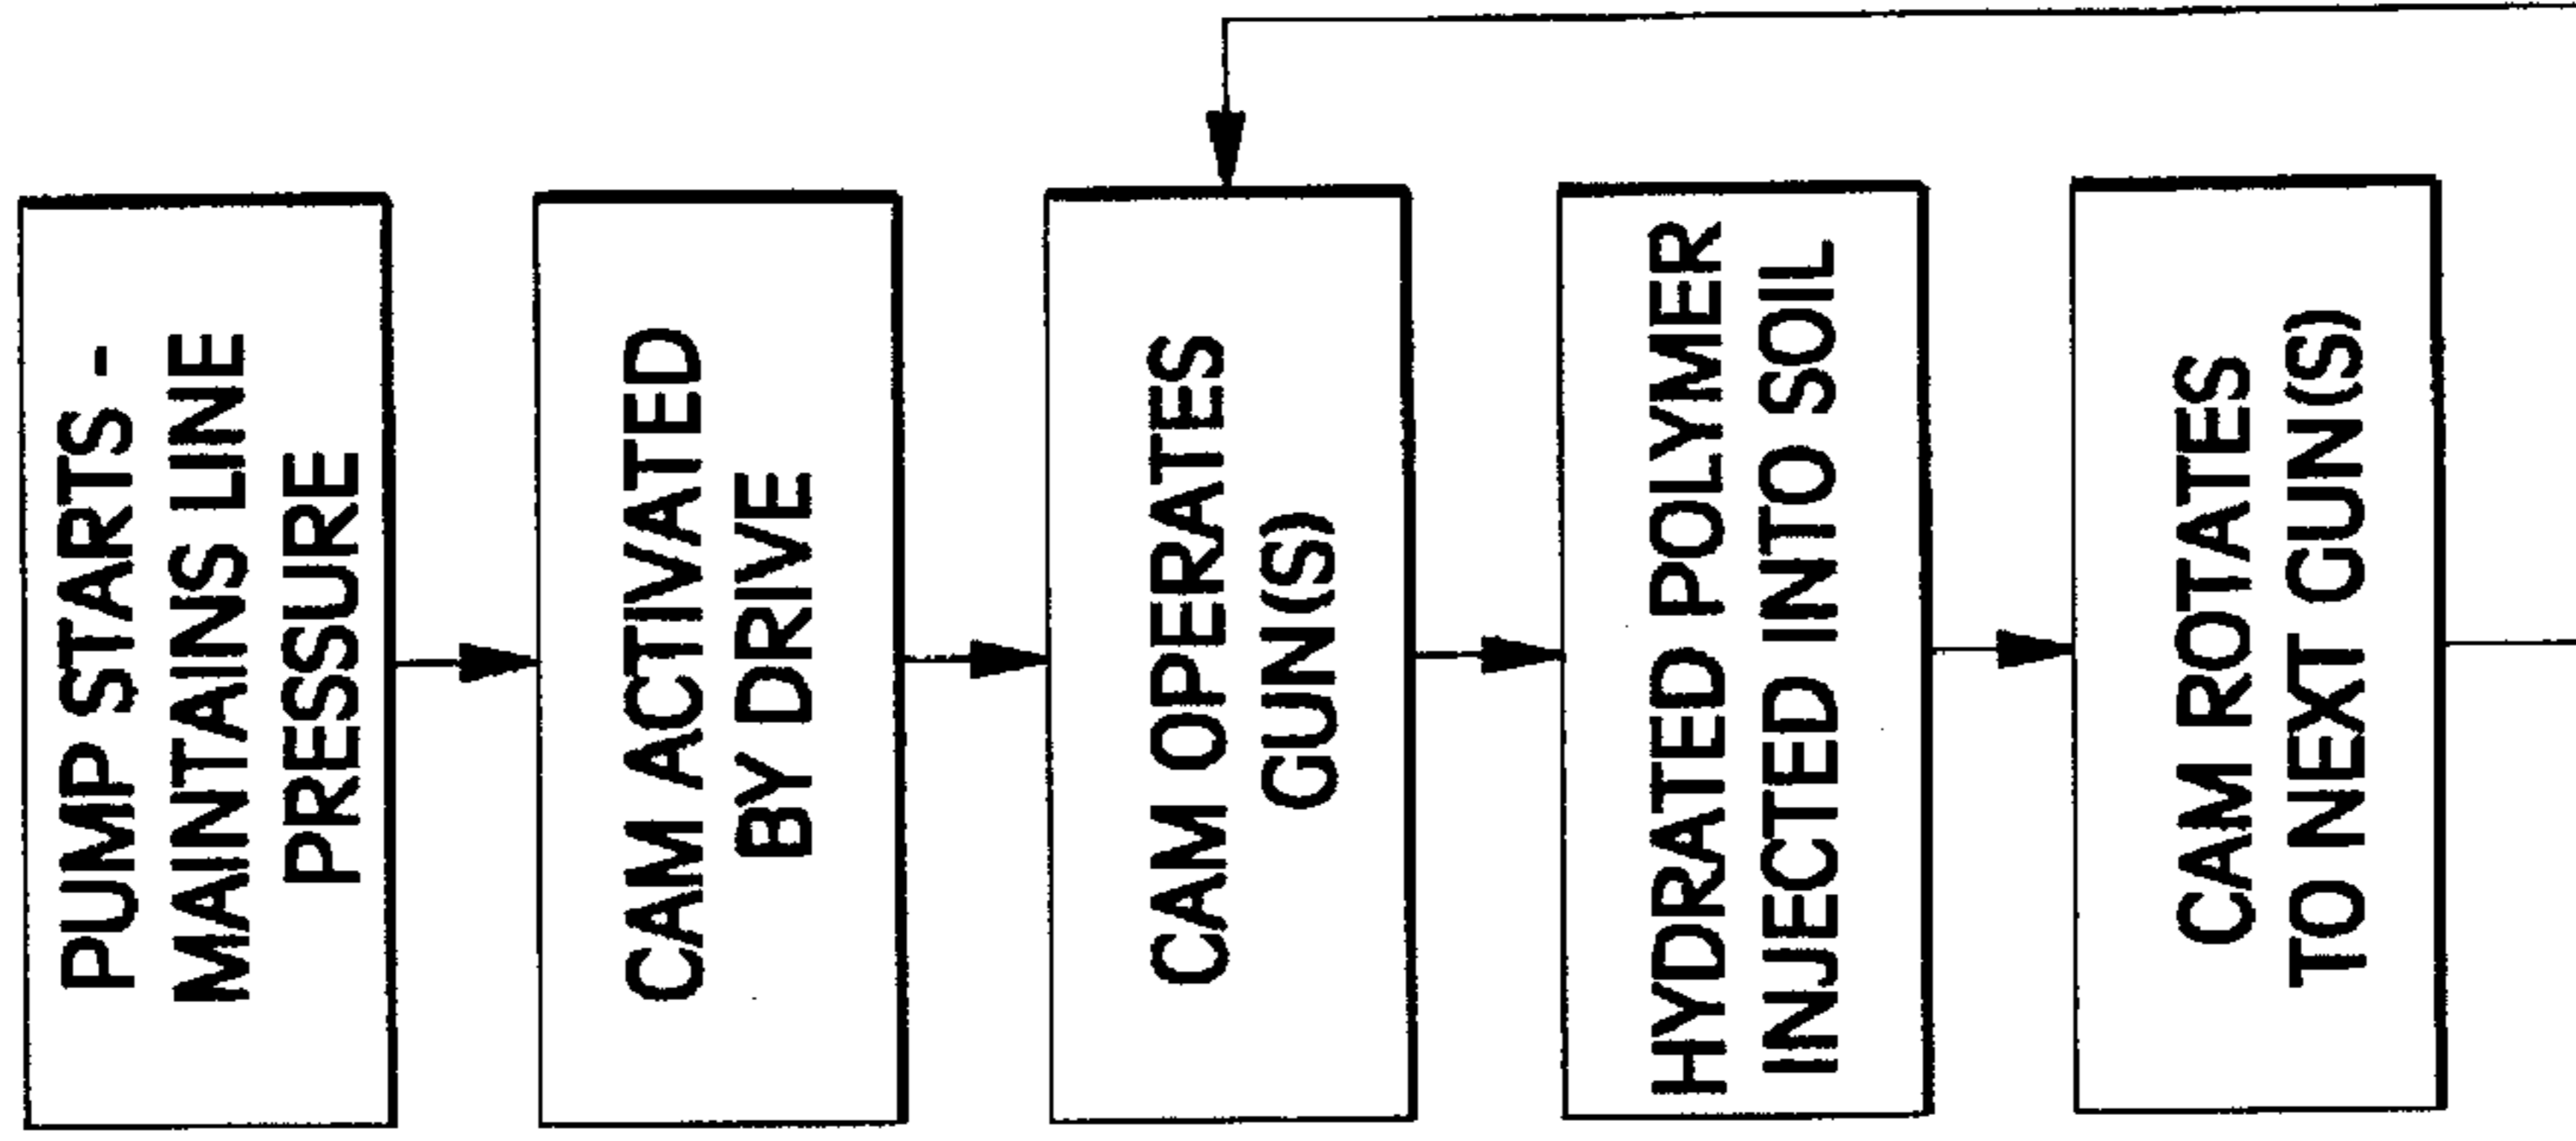 PUMP STARTS -
MAINTAINS LINE
PRESSURE
CAM ACTIVATED
BY DRIVE
CAM OPERATES
GUN(S)
HYDRATED POLYMER
INJECTED INTO SOIL
CAM ROTATES
TO NEXT GUN(S)